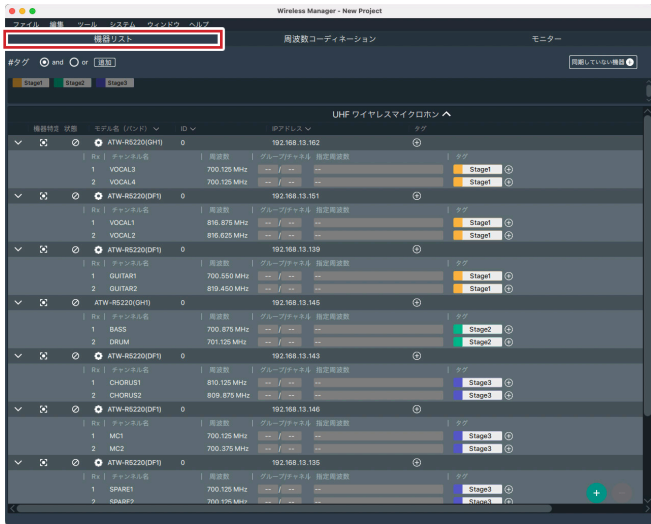 Wireless Manager - New Project
ファイル 編集 ツール システム ウィンドウ ヘルプ
機器リスト 周波数コーディネーション モニター
#タグ and or 追加 同期していない機器
Stage1 Stage2 Stage3
UHF ワイヤレスマイクロホン
機器特定 状態 モデル名 (バンド) ID IPアドレス タグ
ATW-R5220(GH1) 0 192.168.13.162
Rx チャンネル名 周波数 グループ/チャネル 指定周波数 タグ
1 VOCAL3 700.125 MHz -- / -- -- Stage1
2 VOCAL4 700.125 MHz -- / -- -- Stage1
ATW-R5220(DF1) 0 192.168.13.151
Rx チャンネル名 周波数 グループ/チャネル 指定周波数 タグ
1 VOCAL1 816.875 MHz -- / -- -- Stage1
2 VOCAL2 816.625 MHz -- / -- -- Stage1
ATW-R5220(DF1) 0 192.168.13.139
Rx チャンネル名 周波数 グループ/チャネル 指定周波数 タグ
1 GUITAR1 700.550 MHz -- / -- -- Stage1
2 GUITAR2 819.450 MHz -- / -- -- Stage1
ATW-R5220(GH1) 0 192.168.13.145
Rx チャンネル名 周波数 グループ/チャネル 指定周波数 タグ
1 BASS 700.875 MHz -- / -- -- Stage2
2 DRUM 701.125 MHz -- / -- -- Stage2
ATW-R5220(DF1) 0 192.168.13.143
Rx チャンネル名 周波数 グループ/チャネル 指定周波数 タグ
1 CHORUS1 810.125 MHz -- / -- -- Stage3
2 CHORUS2 809.875 MHz -- / -- -- Stage3
ATW-R5220(DF1) 0 192.168.13.146
Rx チャンネル名 周波数 グループ/チャネル 指定周波数 タグ
1 MC1 700.125 MHz -- / -- -- Stage3
2 MC2 700.375 MHz -- / -- -- Stage3
ATW-R5220(DF1) 0 192.168.13.135
Rx チャンネル名 周波数 グループ/チャネル 指定周波数 タグ
1 SPARE1 700.125 MHz -- / -- -- Stage3
2 SPARE2 700.125 MHz -- / -- -- Stage3